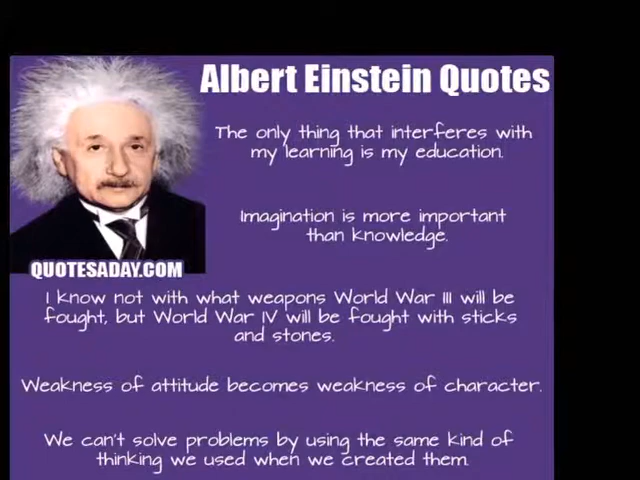 Albert Einstein Quotes
The only thing that interferes with
my learning is my education.
Imagination is more important
than knowledge.
QUOTESADAY.COM
I know not with what weapons World War III will be
fought, but World War IV will be fought with sticks
and stones.
Weakness of attitude becomes weakness of character.
We can't solve problems by using the same kind of
thinking we used when we created them.